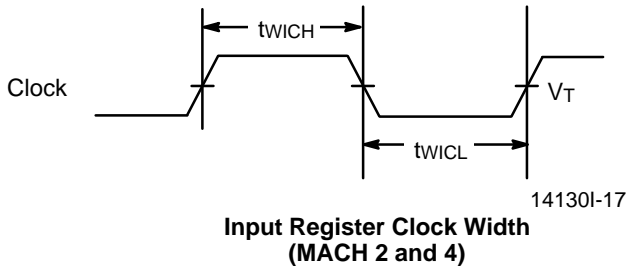 tWICH
Clock
VT
tWICL
14130I-17
Input Register Clock Width
(MACH 2 and 4)